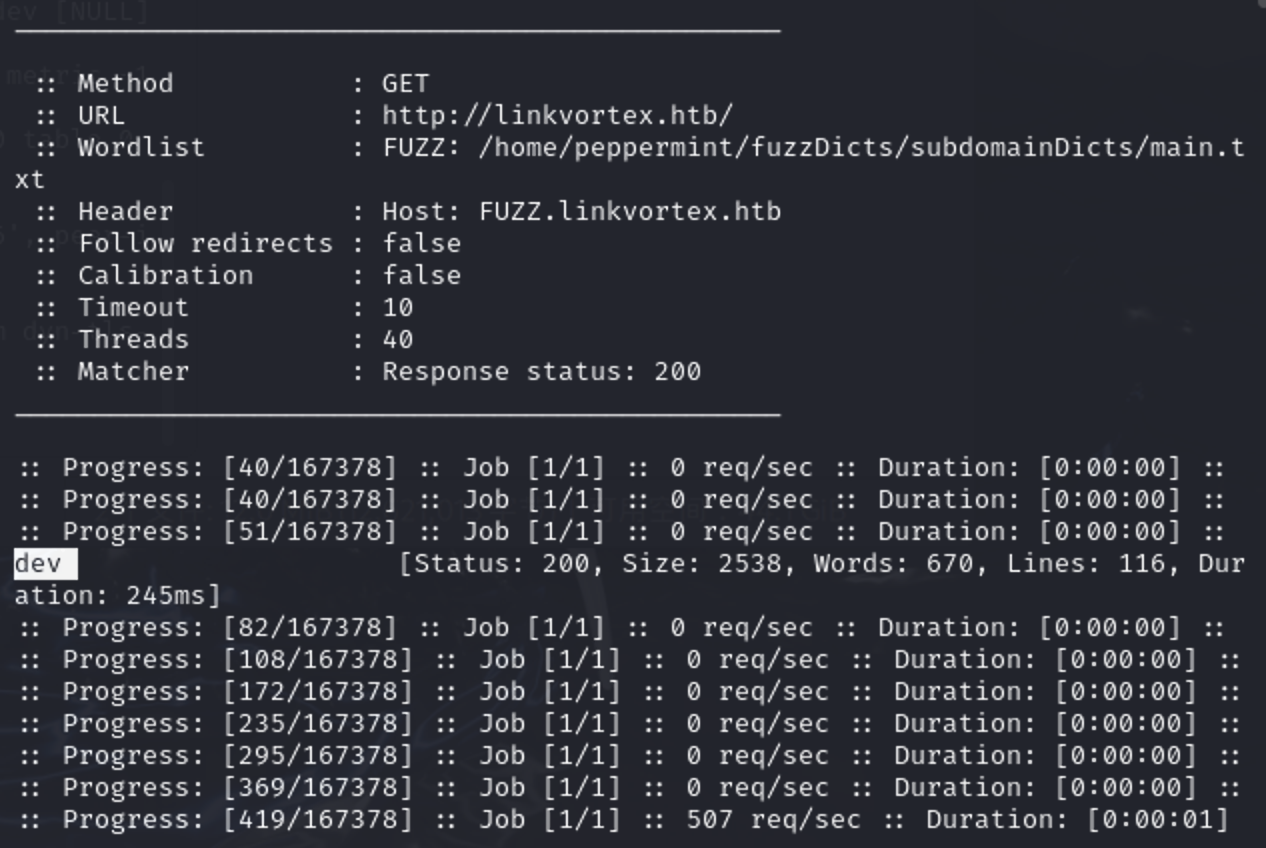 :: Method : GET
:: URL : http://linkvortex.htb/
:: Wordlist : FUZZ: /home/peppermint/fuzzDicts/subdomainDicts/main.t
xt
:: Header : Host: FUZZ.linkvortex.htb
:: Follow redirects : false
:: Calibration : false
:: Timeout : 10
:: Threads : 40
:: Matcher : Response status: 200
:: Progress: [40/167378] :: Job [1/1] :: 0 req/sec :: Duration: [0:00:00] ::
:: Progress: [40/167378] :: Job [1/1] :: 0 req/sec :: Duration: [0:00:00] ::
:: Progress: [51/167378] :: Job [1/1] :: 0 req/sec :: Duration: [0:00:00] ::
dev [Status: 200, Size: 2538, Words: 670, Lines: 116, Dur
ation: 245ms]
:: Progress: [82/167378] :: Job [1/1] :: 0 req/sec :: Duration: [0:00:00] ::
:: Progress: [108/167378] :: Job [1/1] :: 0 req/sec :: Duration: [0:00:00] ::
:: Progress: [172/167378] :: Job [1/1] :: 0 req/sec :: Duration: [0:00:00] ::
:: Progress: [235/167378] :: Job [1/1] :: 0 req/sec :: Duration: [0:00:00] ::
:: Progress: [295/167378] :: Job [1/1] :: 0 req/sec :: Duration: [0:00:00] ::
:: Progress: [369/167378] :: Job [1/1] :: 0 req/sec :: Duration: [0:00:00] ::
:: Progress: [419/167378] :: Job [1/1] :: 507 req/sec :: Duration: [0:00:01]